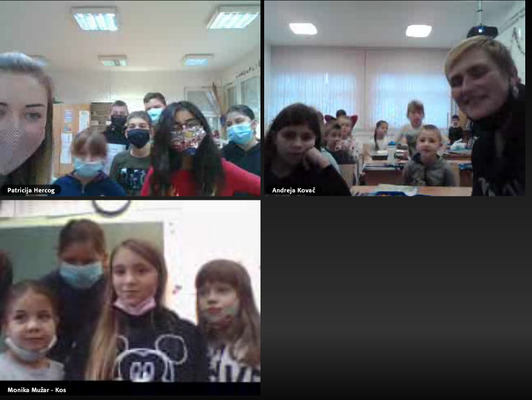 Patricija Hercog
Andreja Kovač
Monika Mužar - Kos